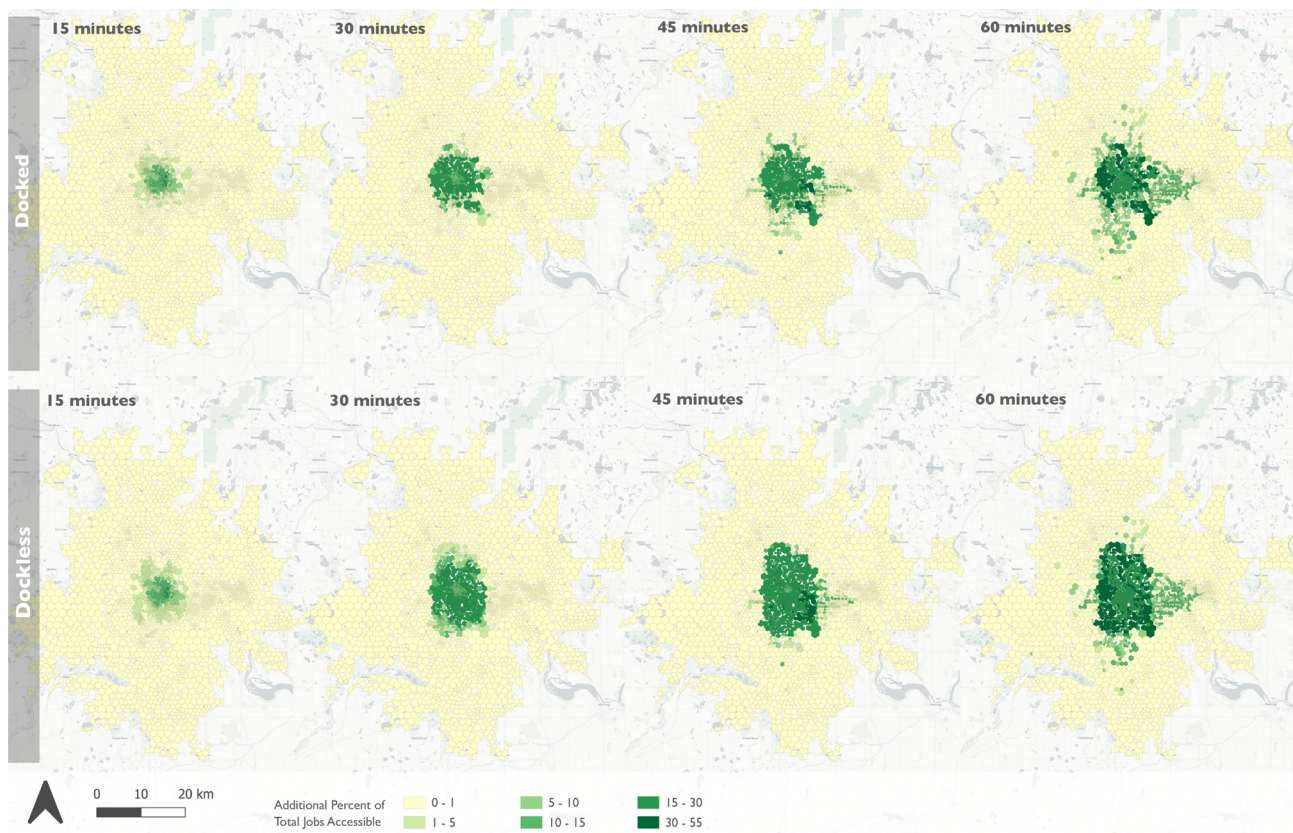 15 minutes
30 minutes
45 minutes
60 minutes
Docked
15 minutes
30 minutes
45 minutes
60 minutes
Dockless
0 10 20 km
Additional Percent of
Total Jobs Accessible
0 - 1
1 - 5
5 - 10
10 - 15
15 - 30
30 - 55